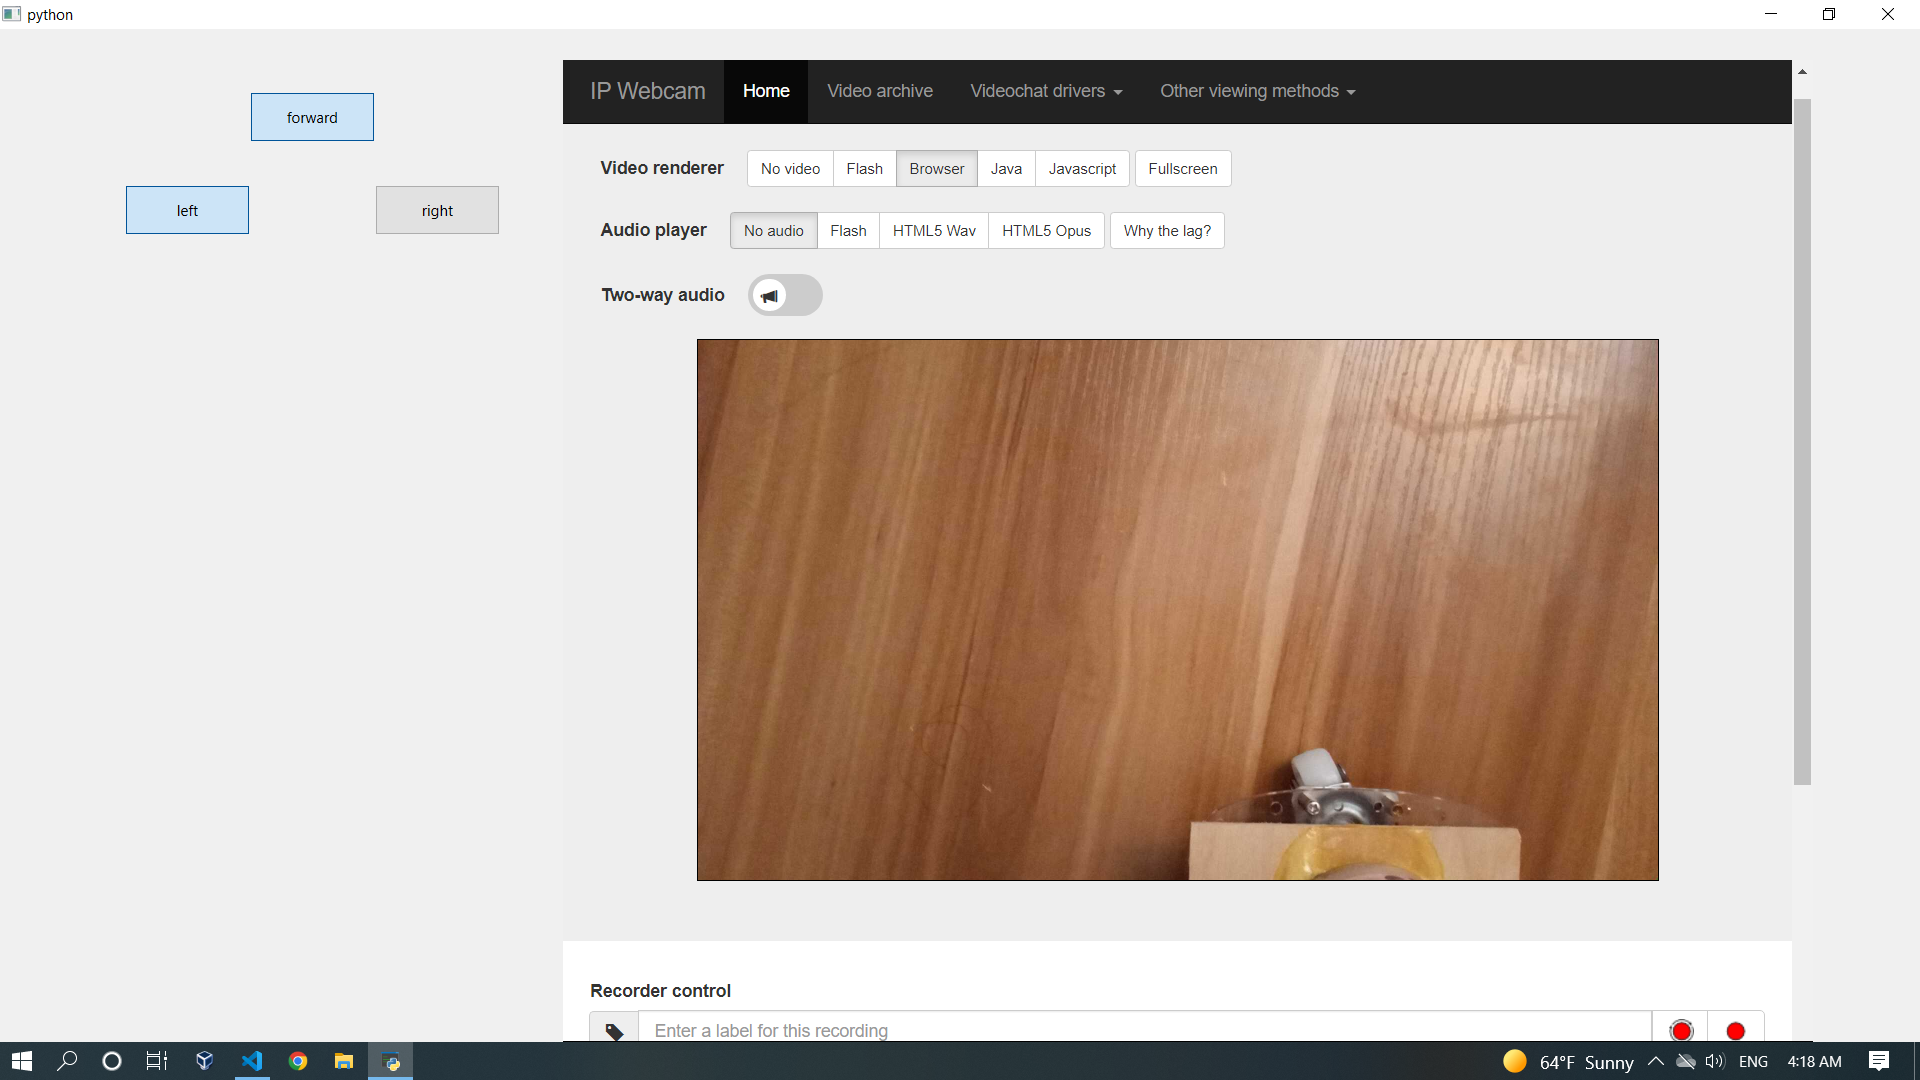 python
forward
left
right
IP Webcam Home Video archive Videochat drivers Other viewing methods
Video renderer No video Flash Browser Java Javascript Fullscreen
Audio player No audio Flash HTML5 Wav HTML5 Opus Why the lag?
Two-way audio
Recorder control
Enter a label for this recording
64°F Sunny ENG 4:18 AM